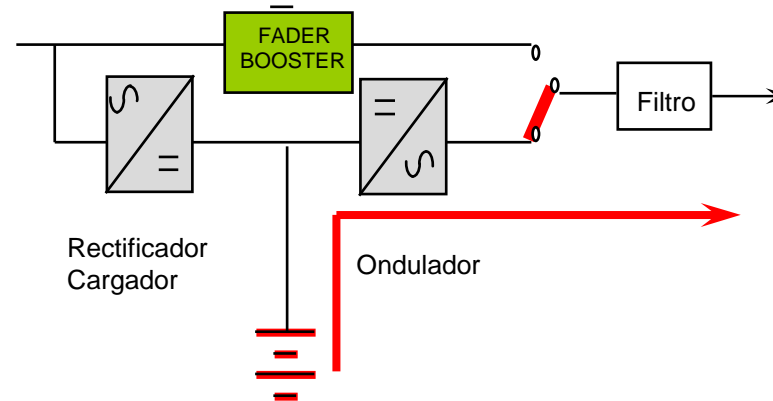 FADER
BOOSTER
Filtro
Rectificador
Cargador
Ondulador